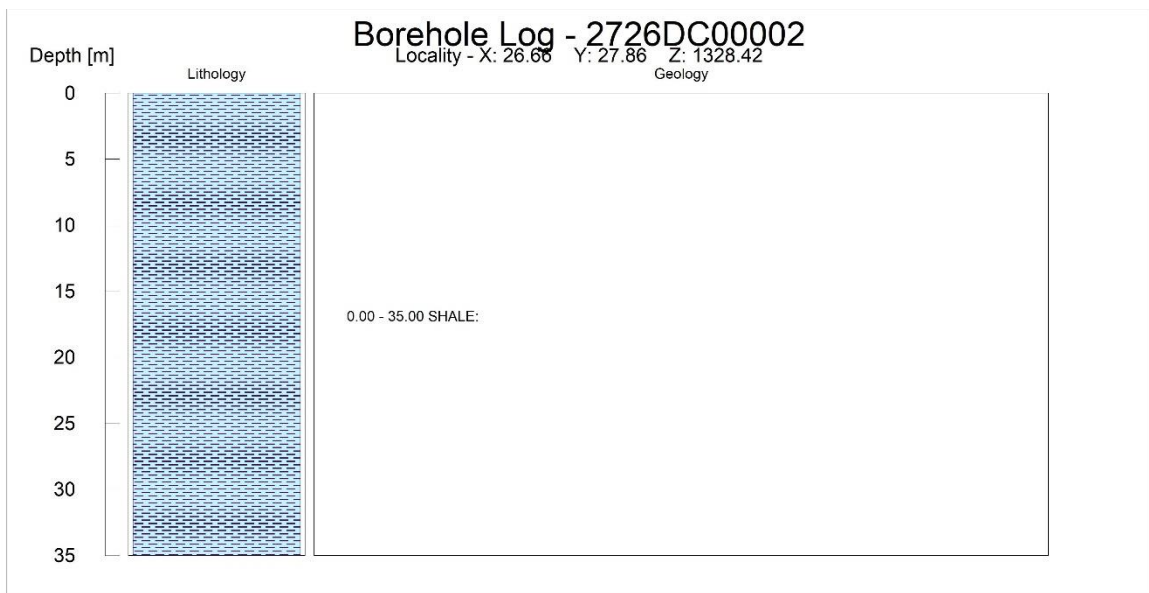 Borehole Log - 2726DC00002
Depth [m]
Locality - X: 26.66 Y: 27.86 Z: 1328.42
Lithology
Geology
0
5
10
15
0.00 - 35.00 SHALE:
20
25
30
35